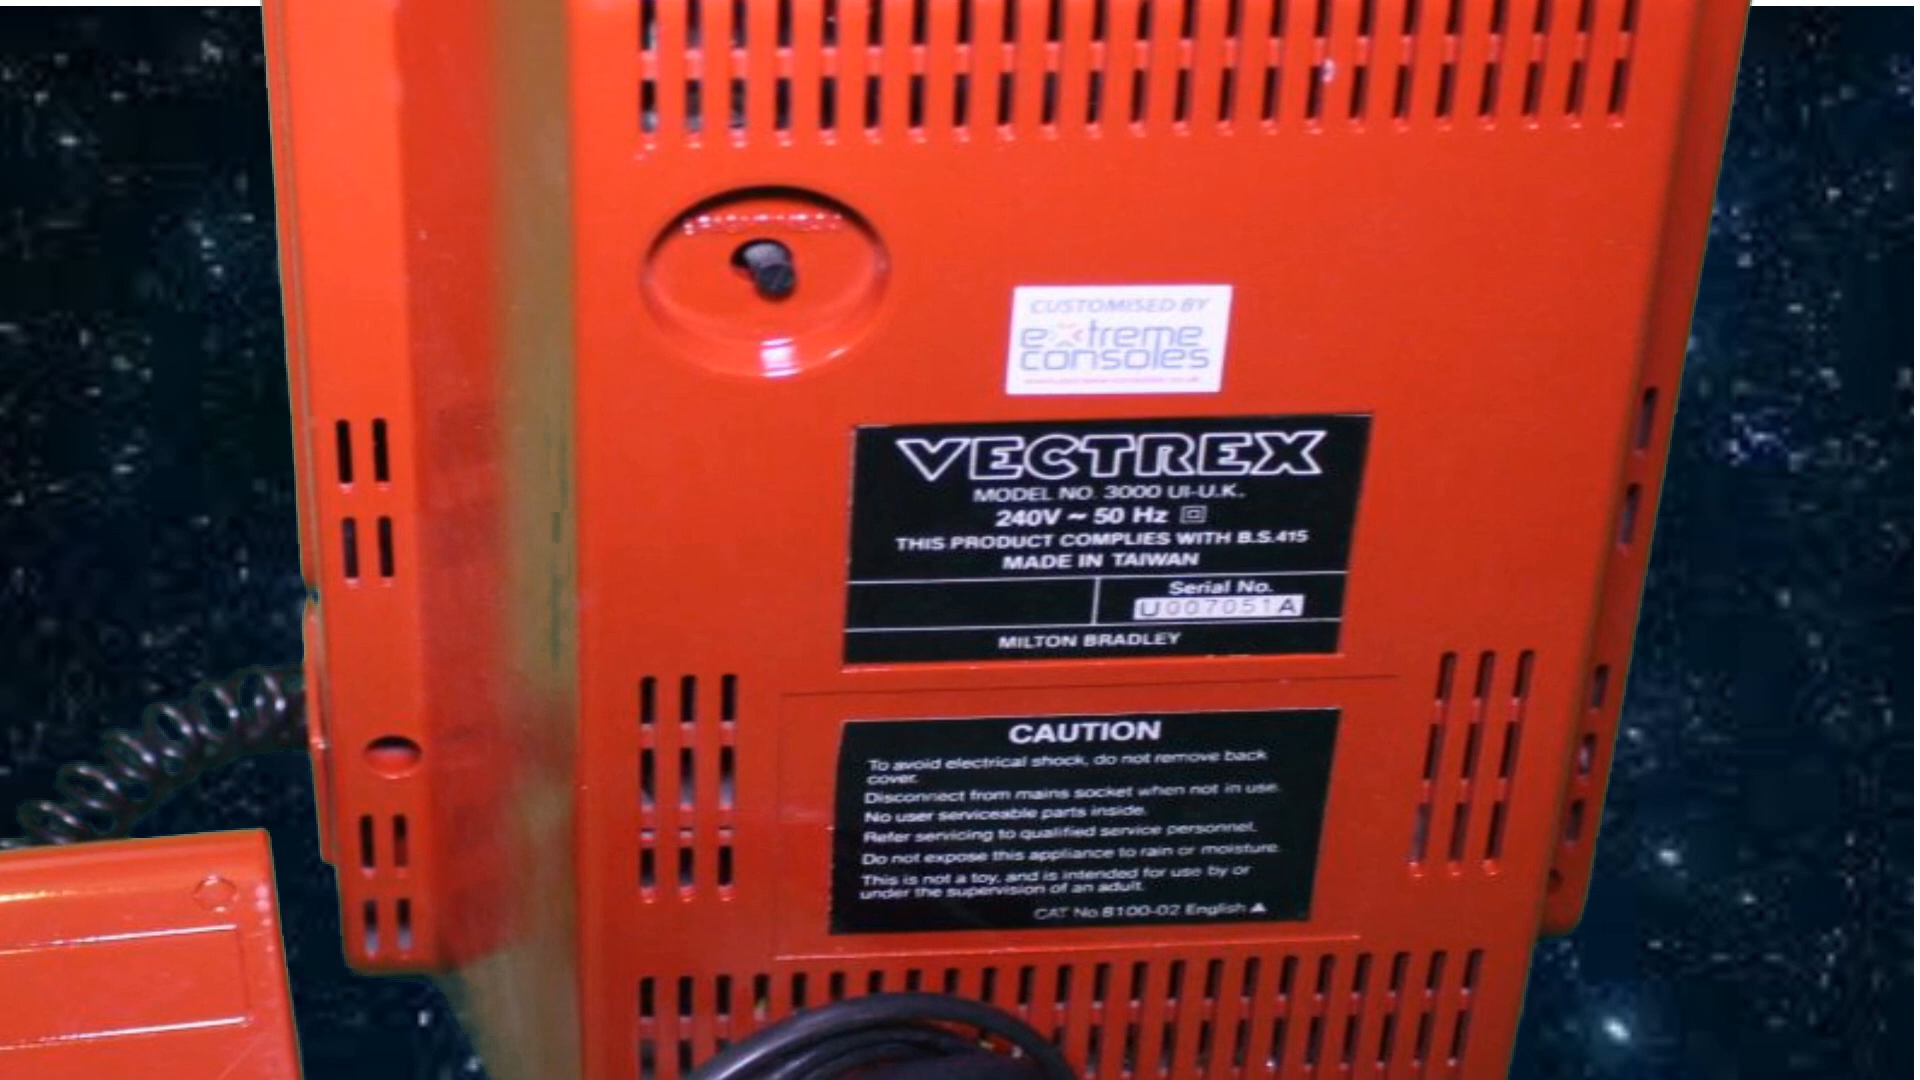 CUSTOMISED BY
extreme
consoles
VECTREX
MODEL NO. 3000 UI-U.K.
240V ~ 50 Hz
THIS PRODUCT COMPLIES WITH B.S.415
MADE IN TAIWAN
Serial No.
U007051A
MILTON BRADLEY
CAUTION
To avoid electrical shock, do not remove back
cover.
Disconnect from mains socket when not in use.
No user serviceable parts inside.
Refer servicing to qualified service personnel.
Do not expose this appliance to rain or moisture.
This is not a toy, and is intended for use by or
under the supervision of an adult.
CAT No.8100-02 English